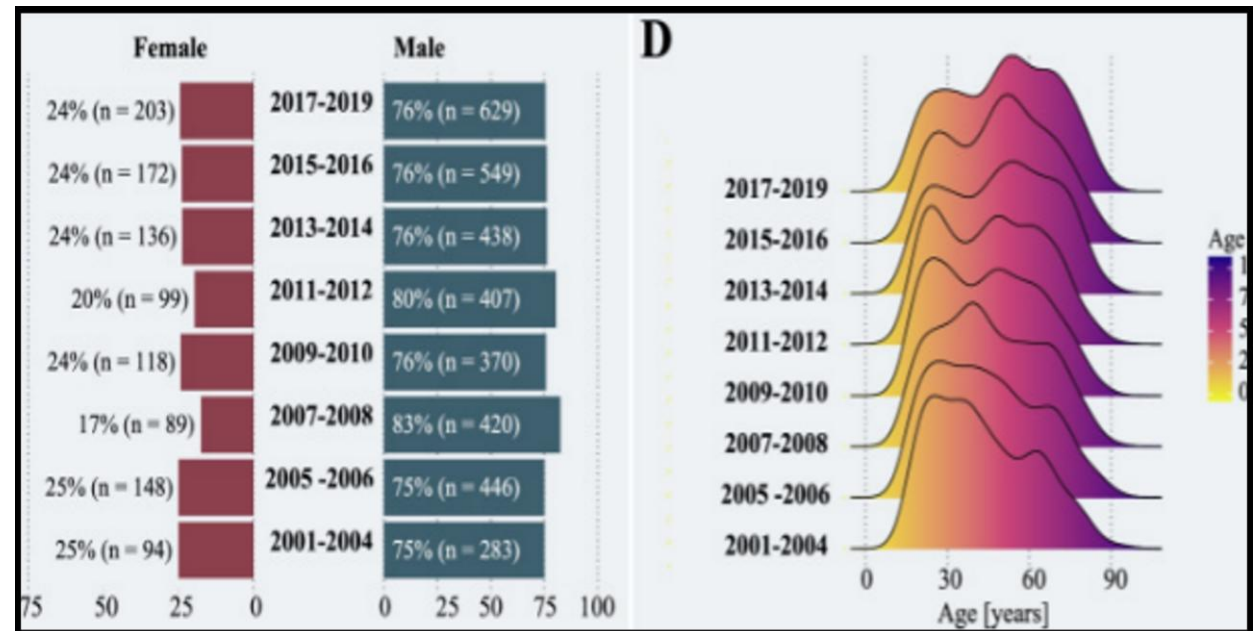 Female Male
24% (n = 203) 2017-2019 76% (n = 629)
24% (n = 172) 2015-2016 76% (n = 549)
24% (n = 136) 2013-2014 76% (n = 438)
20% (n = 99) 2011-2012 80% (n = 407)
24% (n = 118) 2009-2010 76% (n = 370)
17% (n = 89) 2007-2008 83% (n = 420)
25% (n = 148) 2005 -2006 75% (n = 446)
25% (n = 94) 2001-2004 75% (n = 283)
75 50 25 0 0 25 50 75 100
D
2017-2019
2015-2016
2013-2014
2011-2012
2009-2010
2007-2008
2005 -2006
2001-2004
0 30 60 90
Age [years]
Age